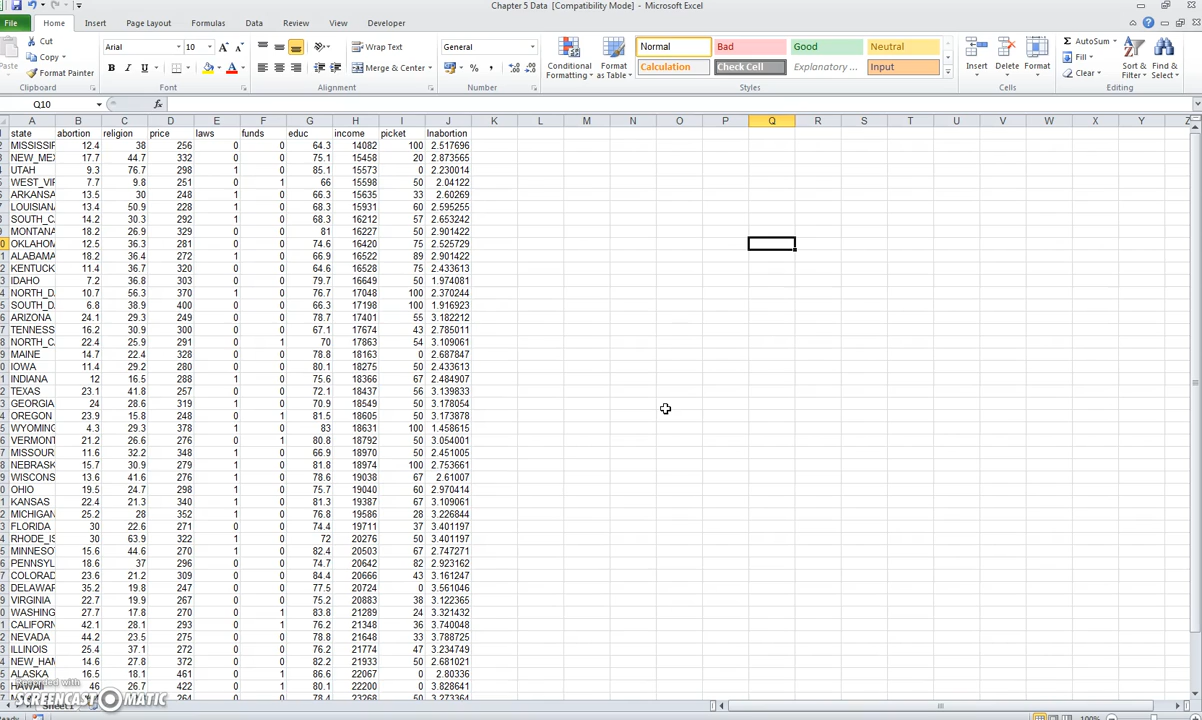 Chapter 5 Data [Compatibility Mode] - Microsoft Excel
File Home Insert Page Layout Formulas Data Review View Developer
Cut Arial 10 Wrap Text General Normal Bad Good Neutral AutoSum
Copy Fill
Paste Format Painter Merge & Center Conditional Formatting Format as Table Calculation Check Cell Explanatory ... Input Insert Delete Format Clear Sort & Filter Find & Select
Clipboard Font Alignment Number Styles Cells Editing
Q10 fx
A B C D E F G H I J K L M N O P Q R S T U V W X Y Z
state abortion religion price laws funds educ income picket lnabortion
MISSISSIP 12.4 38 256 0 0 64.3 14082 100 2.517696
NEW_MEX 17.7 44.7 332 0 0 75.1 15458 20 2.873565
UTAH 9.3 76.7 298 1 0 85.1 15573 0 2.230014
WEST_VIF 7.7 9.8 251 0 1 66 15598 50 2.04122
ARKANSA 13.5 30 248 1 0 66.3 15635 33 2.60269
LOUISIAN 13.4 50.9 228 1 0 68.3 15931 60 2.595255
SOUTH_C 14.2 30.3 292 1 0 68.3 16212 57 2.653242
MONTANA 18.2 26.9 329 0 0 81 16227 50 2.901422
OKLAHOM 12.5 36.3 281 0 0 74.6 16420 75 2.525729
ALABAMA 18.2 36.4 272 1 0 66.9 16522 89 2.901422
KENTUCK 11.4 36.7 320 1 0 64.6 16528 75 2.433613
IDAHO 7.2 36.8 303 1 0 79.7 16649 50 1.974081
NORTH_D 10.7 56.3 370 1 0 76.7 17048 100 2.370244
SOUTH_D 6.8 38.9 400 0 0 66.3 17198 100 1.916923
ARIZONA 24.1 29.3 249 0 0 78.7 17401 55 3.182212
TENNESS 16.2 30.9 300 0 0 67.1 17674 43 2.785011
NORTH_C 22.4 25.9 291 0 1 70 17863 54 3.109061
MAINE 14.7 22.4 328 0 0 78.8 18163 0 2.687847
IOWA 11.4 29.2 280 0 0 80.1 18275 50 2.433613
INDIANA 12 16.5 288 1 0 75.6 18366 67 2.484907
TEXAS 23.1 41.8 257 0 0 72.1 18437 56 3.139833
GEORGIA 24 28.6 319 1 0 70.9 18549 50 3.178054
OREGON 23.9 15.8 248 0 1 81.5 18605 50 3.173878
WYOMING 4.3 29.3 378 1 0 83 18631 100 1.458615
VERMONT 21.2 26.6 276 0 1 80.8 18792 50 3.054001
MISSOUR 11.6 32.2 348 1 0 66.9 18970 50 2.451005
NEBRASK 15.7 30.9 279 1 0 81.8 18974 100 2.753661
WISCONS 13.6 41.6 276 1 0 78.6 19038 67 2.61007
OHIO 19.5 24.7 298 1 0 75.7 19040 60 2.970414
KANSAS 22.4 21.3 340 1 0 81.3 19387 67 3.109061
MICHIGAN 25.2 28 352 1 0 76.8 19586 28 3.226844
FLORIDA 30 22.6 271 0 0 74.4 19711 37 3.401197
RHODE_IS 30 63.9 322 1 0 72 20276 50 3.401197
MINNESO 15.6 44.6 270 1 0 82.4 20503 67 2.747271
PENNSYL 18.6 37 296 0 0 74.7 20642 82 2.923162
COLORAD 23.6 21.2 309 0 0 84.4 20666 43 3.161247
DELAWAR 35.2 19.8 247 0 0 77.5 20724 0 3.561046
VIRGINIA 22.7 19.9 267 0 0 75.2 20883 38 3.122365
WASHING 27.7 17.8 270 0 1 83.8 21289 24 3.321432
CALIFORN 42.1 28.1 293 0 1 76.2 21348 36 3.740048
NEVADA 44.2 23.5 275 0 0 78.8 21648 33 3.788725
ILLINOIS 25.4 37.1 272 0 0 76.2 21774 47 3.234749
NEW_HAM 14.6 27.8 372 0 0 82.2 21933 50 2.681021
ALASKA 16.5 18.1 461 0 1 86.6 22067 0 2.80336
HAWAII 46 26.7 422 0 1 80.1 22200 0 3.828641
264 0 0 78.4 23268 50 3.273364
Recorded with
SCREENCAST MATIC
Sheet1
Ready 100%